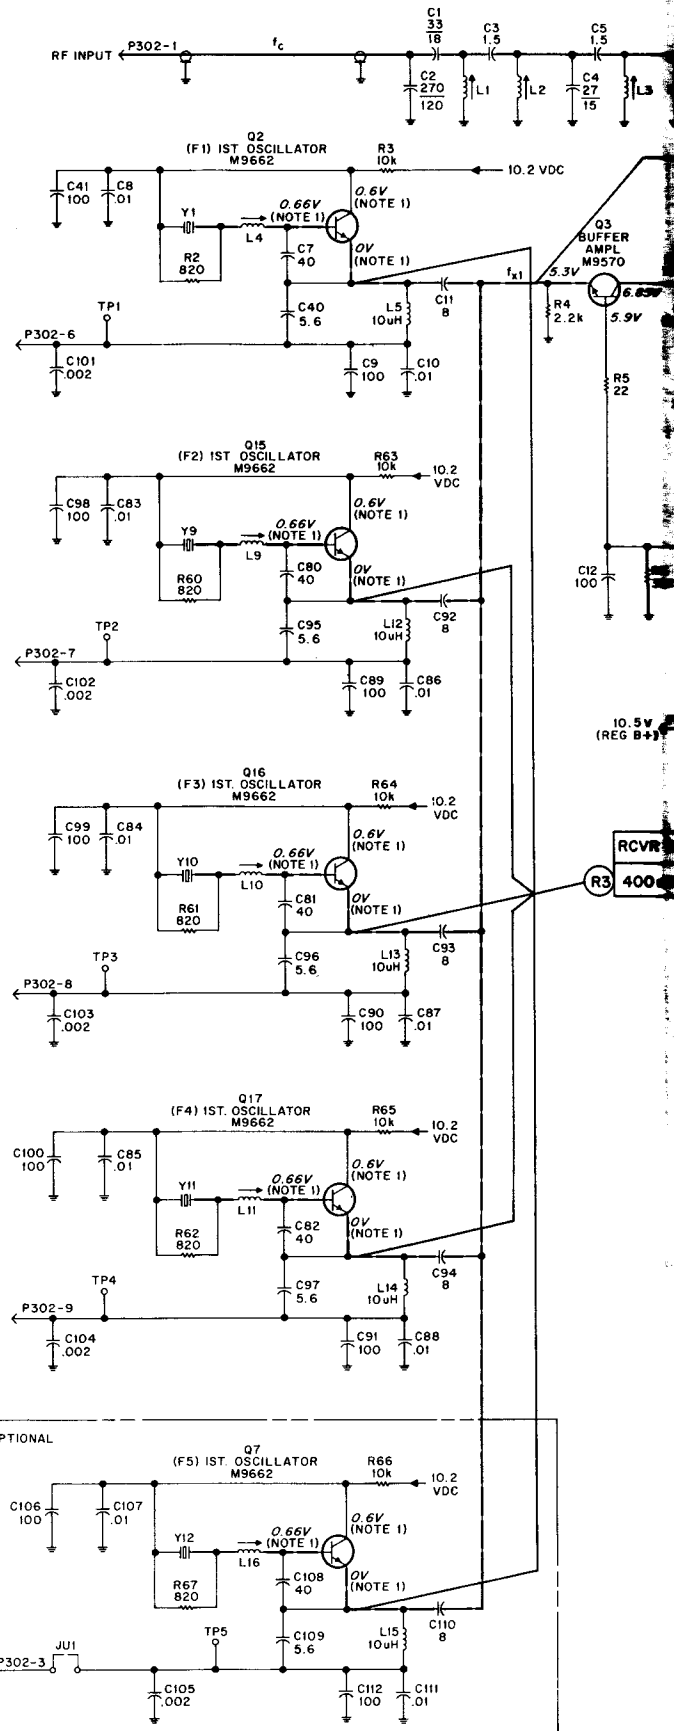 RF INPUT
P302-1
fc
C1
33
18
C3
1.5
C5
1.5
C2
270
120
L1
L2
C4
27
15
L3
Q2
(F1) IST OSCILLATOR
M9662
R3
10k
10.2 VDC
C41
100
C8
.01
0.6V
(NOTE 1)
0.66V
(NOTE 1)
Y1
L4
R2
820
C7
40
0V
(NOTE 1)
Q3
BUFFER
AMPL
M9570
fx1
5.3V
6.85V
5.9V
C11
8
R4
2.2k
C40
5.6
L5
10uH
TP1
P302-6
C101
.002
C9
100
C10
.01
R5
22
Q15
(F2) IST OSCILLATOR
M9662
R63
10k
10.2
VDC
C98
100
C83
.01
0.6V
(NOTE 1)
0.66V
(NOTE 1)
Y9
L9
R60
820
C80
40
0V
(NOTE 1)
C12
100
C92
8
C95
5.6
L12
10uH
TP2
P302-7
C102
.002
C89
100
C86
.01
10.5V
(REG B+)
Q16
(F3) IST. OSCILLATOR
M9662
R64
10k
10.2
VDC
C99
100
C84
.01
0.6V
(NOTE 1)
0.66V
(NOTE 1)
Y10
L10
R61
820
C81
40
0V
(NOTE 1)
RCVR
R3
400
C93
8
C96
5.6
L13
10uH
TP3
P302-8
C103
.002
C90
100
C87
.01
Q17
(F4) IST. OSCILLATOR
M9662
R65
10k
10.2
VDC
C100
100
C85
.01
0.6V
(NOTE 1)
0.66V
(NOTE 1)
Y11
L11
R62
820
C82
40
0V
(NOTE 1)
C94
8
C97
5.6
L14
10uH
TP4
P302-9
C104
.002
C91
100
C88
.01
PTIONAL
Q7
(F5) IST. OSCILLATOR
M9662
R66
10k
10.2
VDC
C106
100
C107
.01
0.6V
(NOTE 1)
0.66V
(NOTE 1)
Y12
L16
R67
820
C108
40
0V
(NOTE 1)
C110
8
C109
5.6
L15
10uH
TP5
JU1
P302-3
C105
.002
C112
100
C111
.01